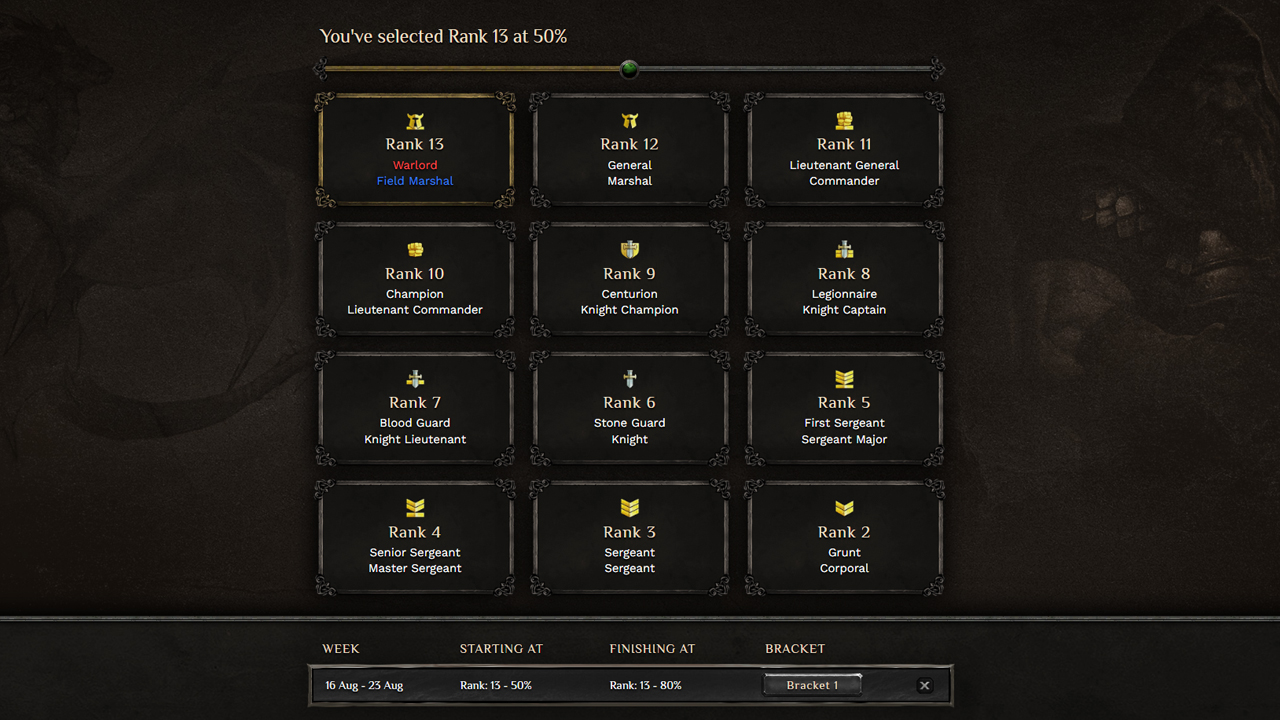 You've selected Rank 13 at 50%
Rank 13
Warlord
Field Marshal
Rank 12
General
Marshal
Rank 11
Lieutenant General
Commander
Rank 10
Champion
Lieutenant Commander
Rank 9
Centurion
Knight Champion
Rank 8
Legionnaire
Knight Captain
Rank 7
Blood Guard
Knight Lieutenant
Rank 6
Stone Guard
Knight
Rank 5
First Sergeant
Sergeant Major
Rank 4
Senior Sergeant
Master Sergeant
Rank 3
Sergeant
Sergeant
Rank 2
Grunt
Corporal
WEEK STARTING AT FINISHING AT BRACKET
16 Aug - 23 Aug Rank: 13 - 50% Rank: 13 - 80% Bracket 1